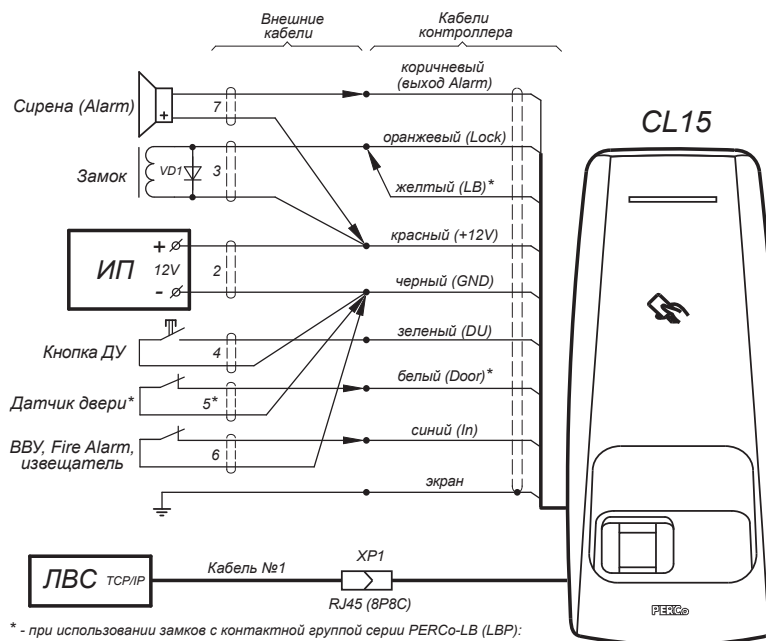 Внешние кабели
Кабели контроллера
коричневый (выход Alarm)
Сирена (Alarm)
+
7
CL15
оранжевый (Lock)
VD1
3
Замок
желтый (LB)*
красный (+12V)
ИП
+
12V
-
2
черный (GND)
зеленый (DU)
Кнопка ДУ
4
белый (Door)*
Датчик двери*
5*
синий (In)
ВВУ, Fire Alarm, извещатель
6
экран
ЛВС TCP/IP
Кабель №1
XP1
RJ45 (8P8C)
PERCo
* - при использовании замков с контактной группой серии PERCo-LB (LBP):